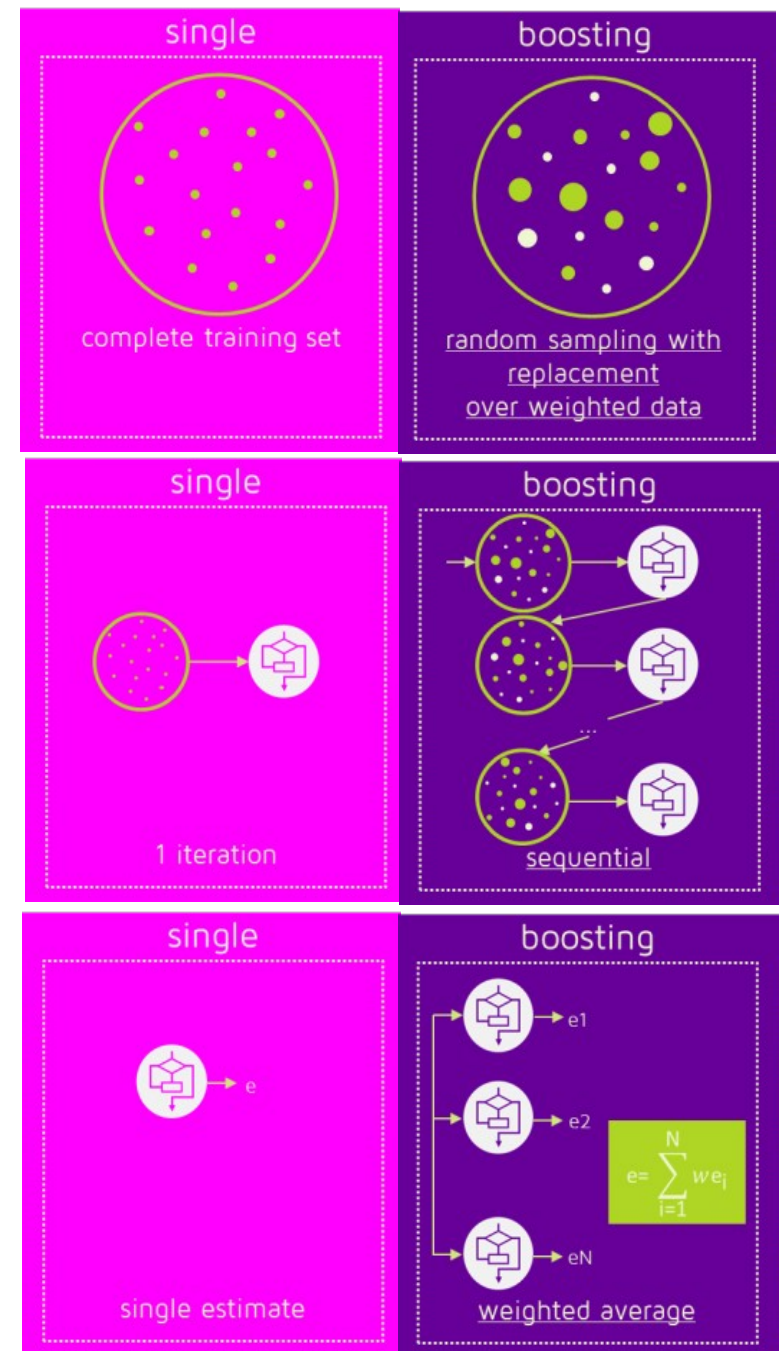 single
complete training set
boosting
random sampling with
replacement
over weighted data
single
1 iteration
boosting
...
sequential
single
e
single estimate
boosting
e1
e2
eN
N
e= ∑ we_i
i=1
weighted average